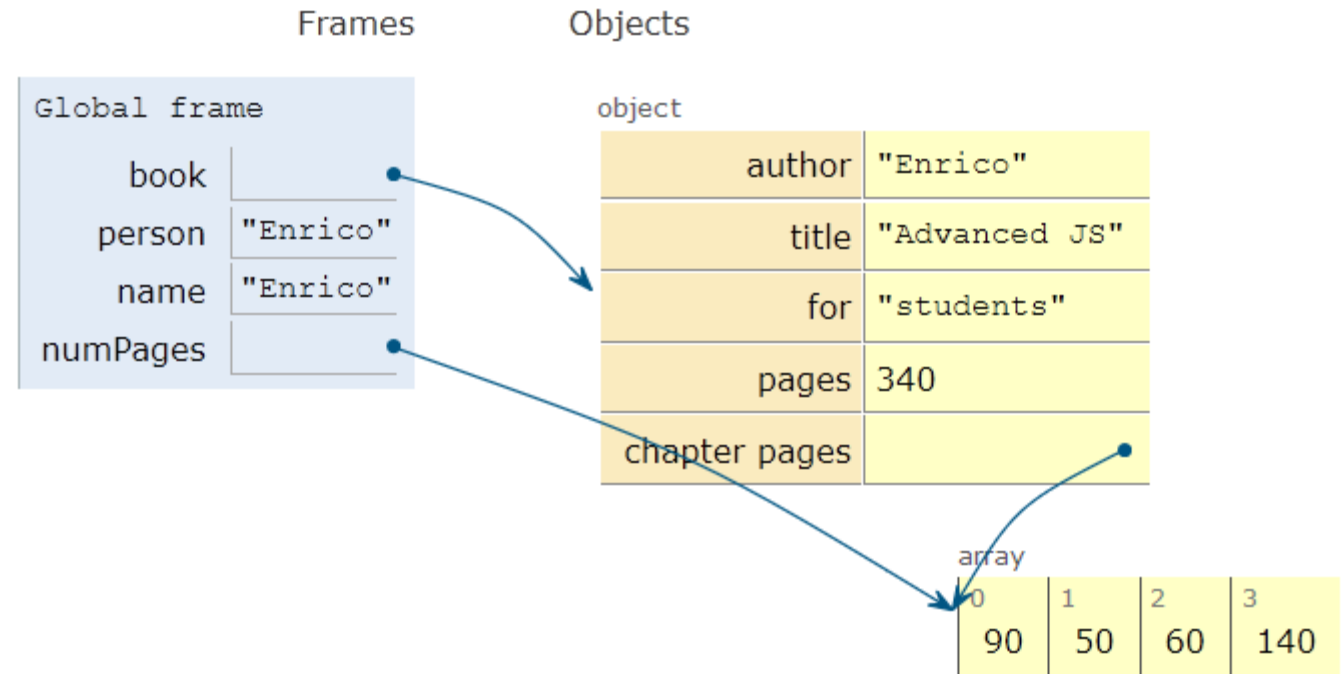 Frames Objects
Global frame
book
person "Enrico"
name "Enrico"
numPages
object
author "Enrico"
title "Advanced JS"
for "students"
pages 340
chapter pages
array
0 1 2 3
90 50 60 140